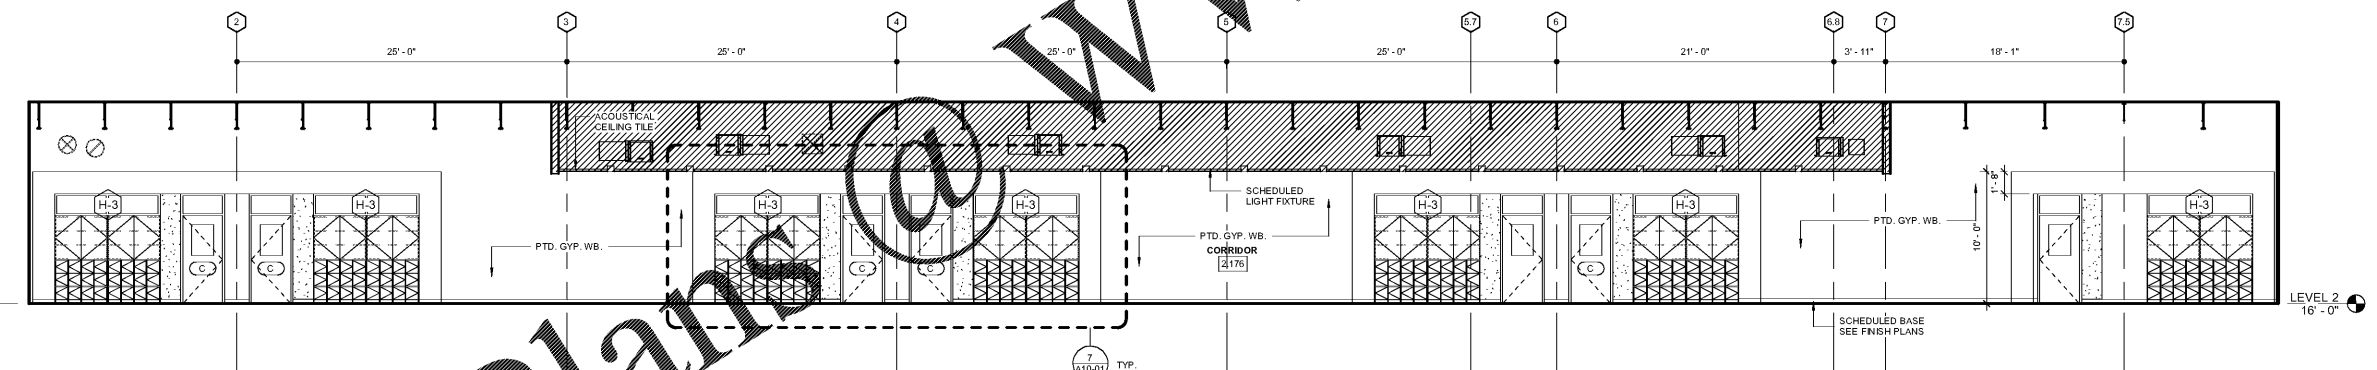 2
3
4
5
5.7
6
6.8
7
7.5
25' - 0"
25' - 0"
25' - 0"
25' - 0"
21' - 0"
3' - 11"
18' - 1"
ACOUSTICAL
CEILING TILE
H-3
H-3
H-3
H-3
H-3
H-3
H-3
SCHEDULED
LIGHT FIXTURE
1' - 8"
10' - 0"
PTD. GYP. WB.
PTD. GYP. WB.
PTD. GYP. WB.
CORRIDOR
2.176
C
C
C
C
C
LEVEL 2
16' - 0"
SCHEDULED BASE
SEE FINISH PLANS
7
A10-01
TYP.
Plans @ w